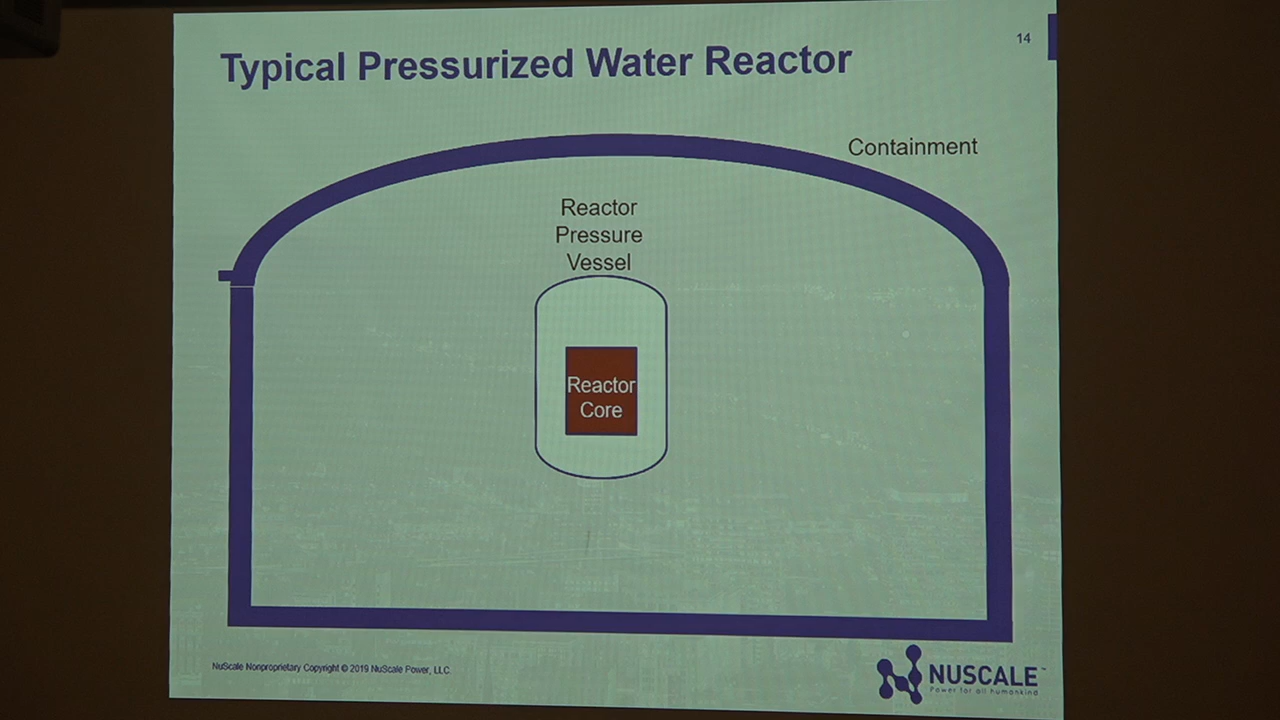 14
Typical Pressurized Water Reactor
Containment
Reactor
Pressure
Vessel
Reactor
Core
NuScale Nonproprietary Copyright © 2019 NuScale Power, LLC
NUSCALE™
Power for all humankind